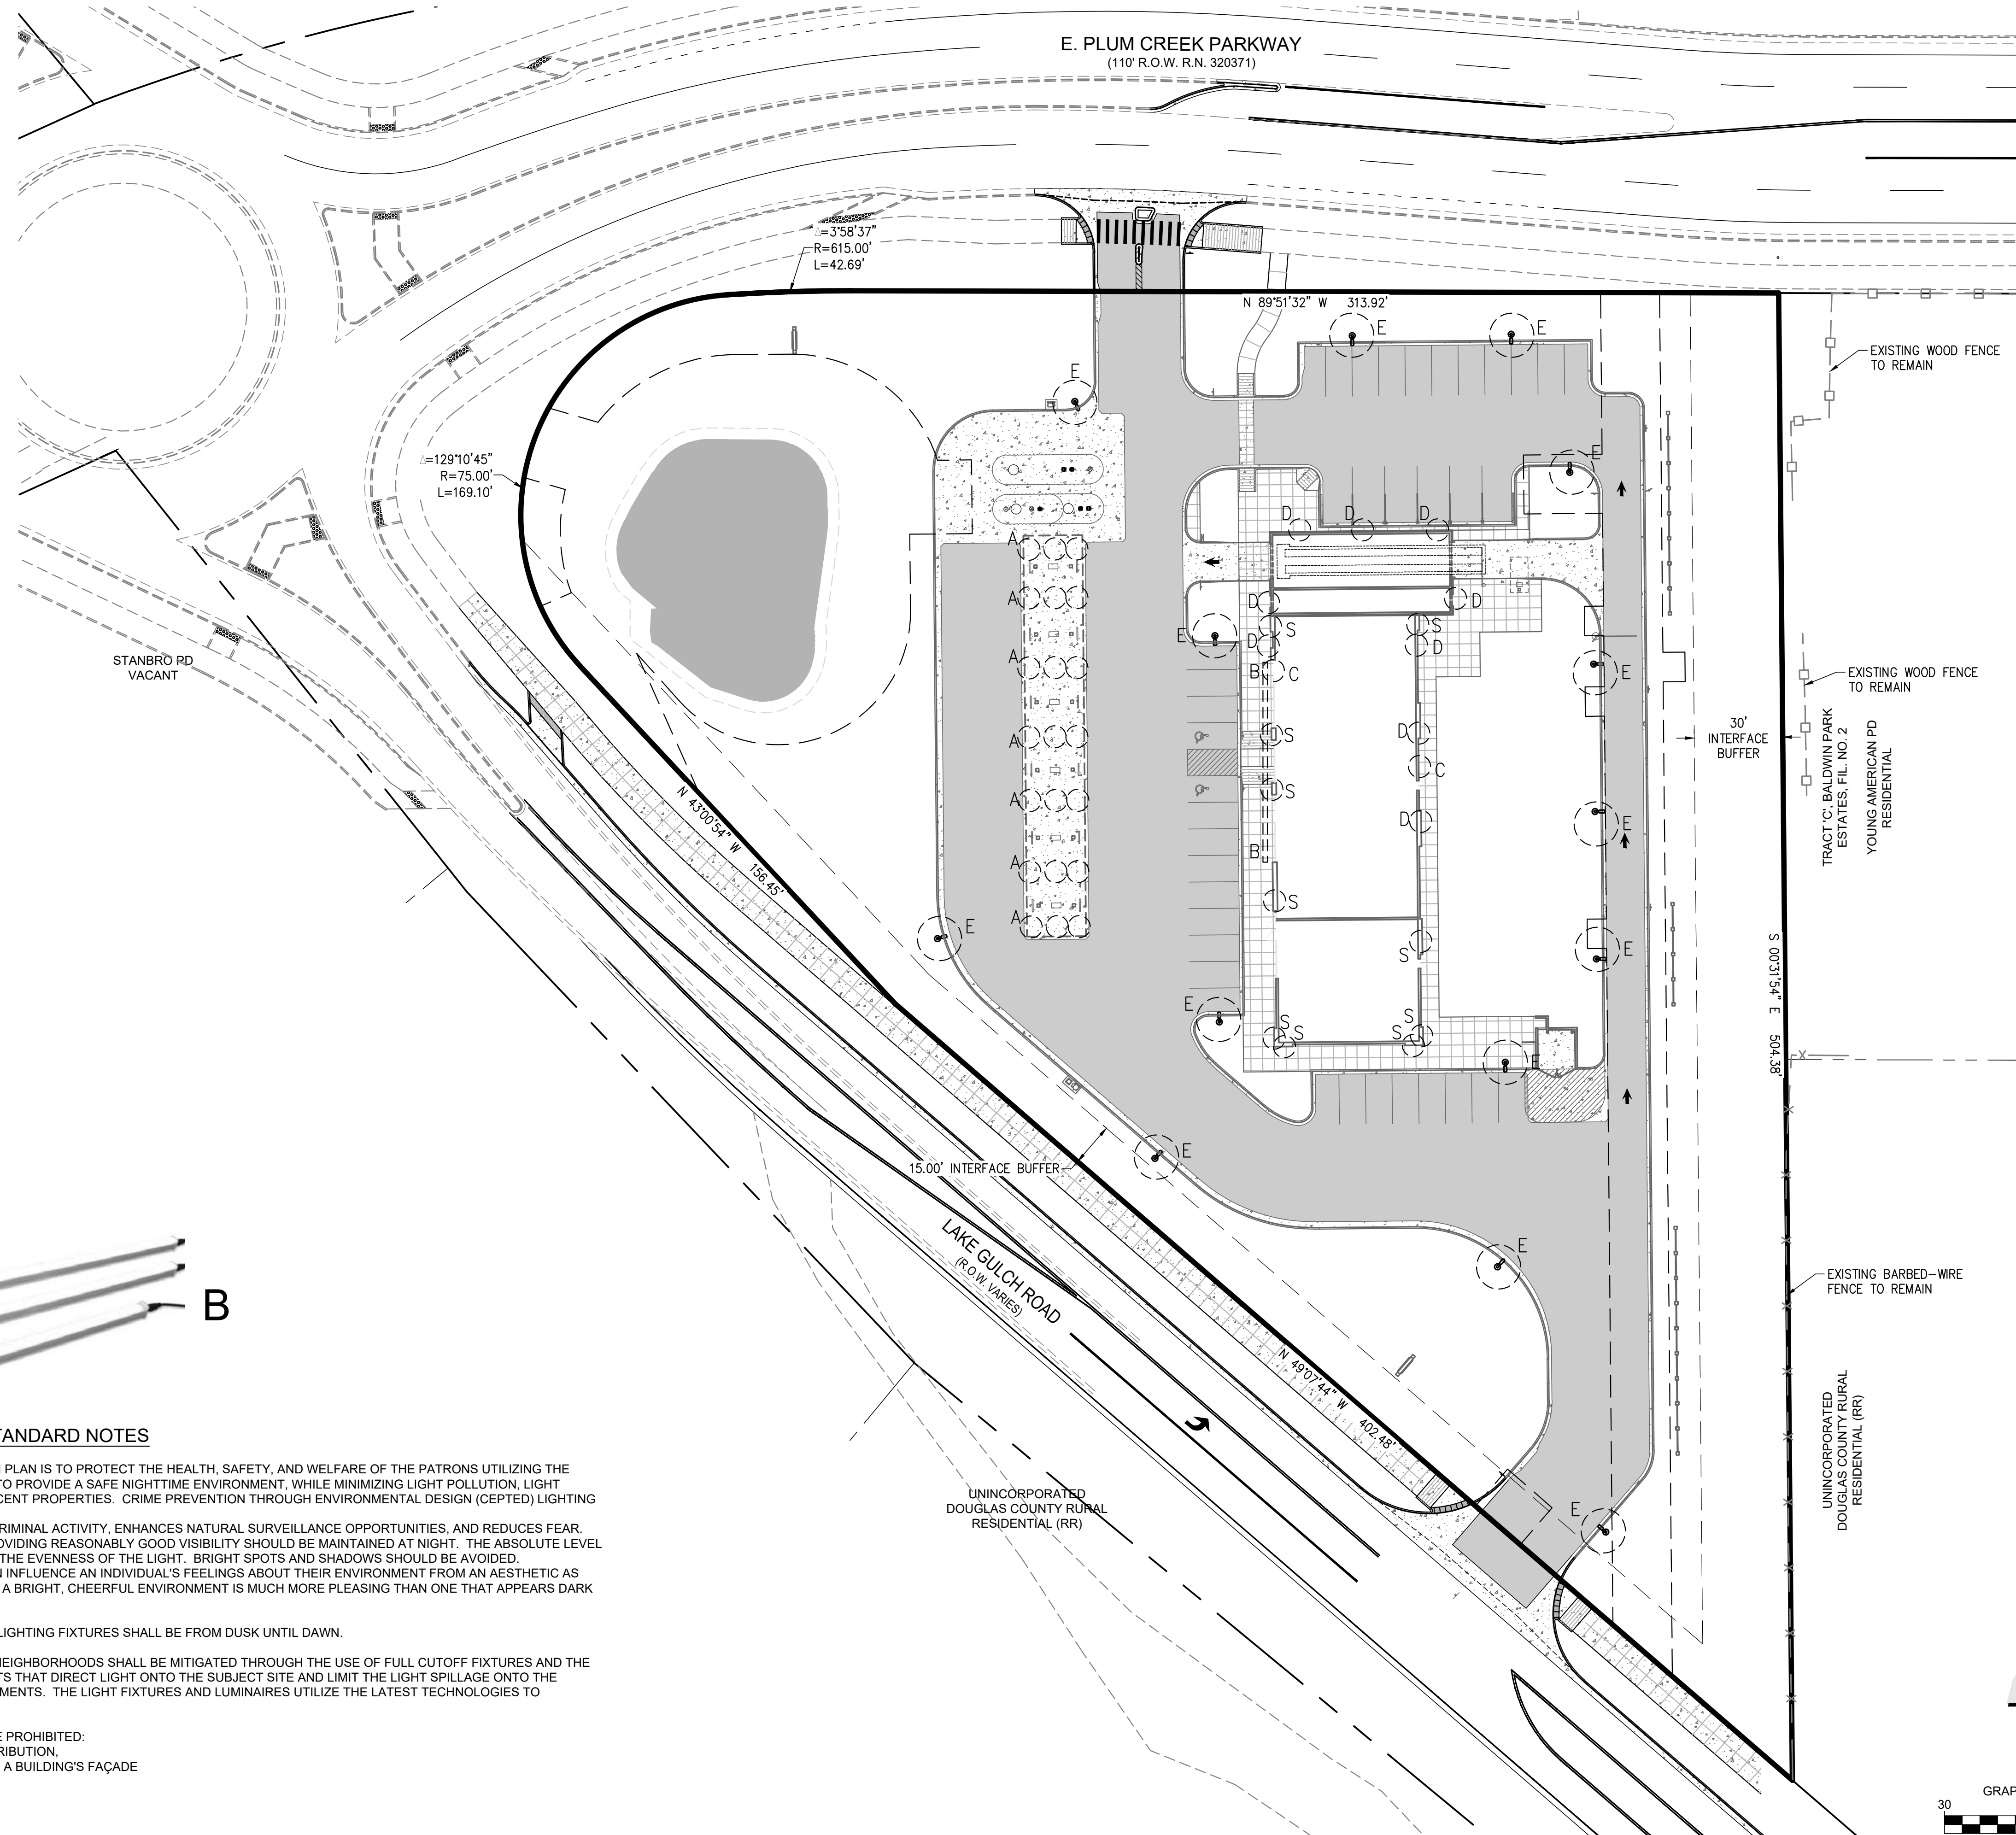 E. PLUM CREEK PARKWAY
(110' R.O.W. R.N. 320371)
Δ=3°58'37"
R=615.00'
L=42.69'
N 89°51'32" W 313.92'
E
E
EXISTING WOOD FENCE
TO REMAIN
E
Δ=129°10'45"
R=75.00'
L=169.10'
E
D
D
D
A
A
D
D
S
S
E
D
D
STANBRO PD
VACANT
A
B
C
E
EXISTING WOOD FENCE
TO REMAIN
30'
INTERFACE
BUFFER
TRACT 'C', BALDWIN PARK
ESTATES, FIL. NO. 2
YOUNG AMERICAN PD
RESIDENTIAL
A
S
D
C
S
A
D
E
N 43°00'54" W 156.45'
B
A
S
A
E
S
E
S 00°31'54" E 504.38'
E
S
S
S
S
E
X
E
15.00' INTERFACE BUFFER
LAKE GULCH ROAD
(R.O.W. VARIES)
E
EXISTING BARBED-WIRE
FENCE TO REMAIN
B
N 49°07'44" W 402.48'
UNINCORPORATED
DOUGLAS COUNTY RURAL
RESIDENTIAL (RR)
UNINCORPORATED
DOUGLAS COUNTY RURAL
RESIDENTIAL (RR)
E
TANDARD NOTES
PLAN IS TO PROTECT THE HEALTH, SAFETY, AND WELFARE OF THE PATRONS UTILIZING THE
TO PROVIDE A SAFE NIGHTTIME ENVIRONMENT, WHILE MINIMIZING LIGHT POLLUTION, LIGHT
CENT PROPERTIES. CRIME PREVENTION THROUGH ENVIRONMENTAL DESIGN (CEPTED) LIGHTING
RIMINAL ACTIVITY, ENHANCES NATURAL SURVEILLANCE OPPORTUNITIES, AND REDUCES FEAR.
OVIDING REASONABLY GOOD VISIBILITY SHOULD BE MAINTAINED AT NIGHT. THE ABSOLUTE LEVEL
THE EVENNESS OF THE LIGHT. BRIGHT SPOTS AND SHADOWS SHOULD BE AVOIDED.
N INFLUENCE AN INDIVIDUAL'S FEELINGS ABOUT THEIR ENVIRONMENT FROM AN AESTHETIC AS
A BRIGHT, CHEERFUL ENVIRONMENT IS MUCH MORE PLEASING THAN ONE THAT APPEARS DARK
LIGHTING FIXTURES SHALL BE FROM DUSK UNTIL DAWN.
NEIGHBORHOODS SHALL BE MITIGATED THROUGH THE USE OF FULL CUTOFF FIXTURES AND THE
TS THAT DIRECT LIGHT ONTO THE SUBJECT SITE AND LIMIT THE LIGHT SPILLAGE ONTO THE
MENTS. THE LIGHT FIXTURES AND LUMINAIRES UTILIZE THE LATEST TECHNOLOGIES TO
E PROHIBITED:
RIBUTION,
A BUILDING'S FAÇADE
GRAP
30